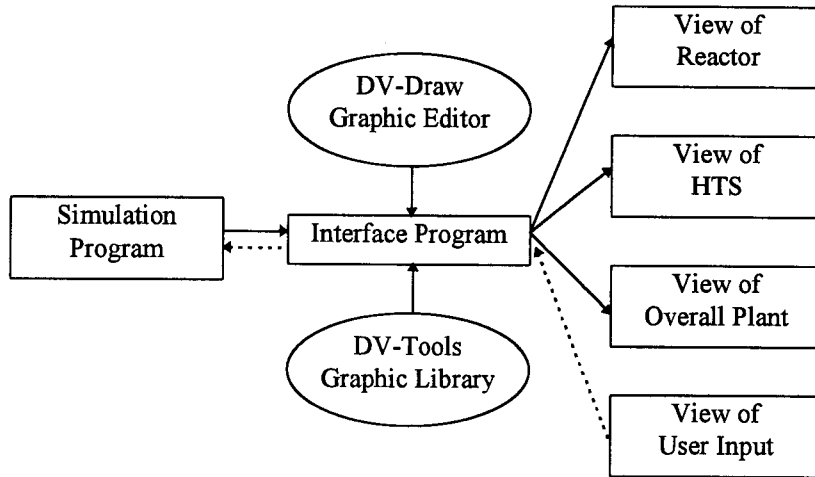 View of
Reactor
DV-Draw
Graphic Editor
View of
HTS
Simulation
Program
Interface Program
View of
Overall Plant
DV-Tools
Graphic Library
View of
User Input